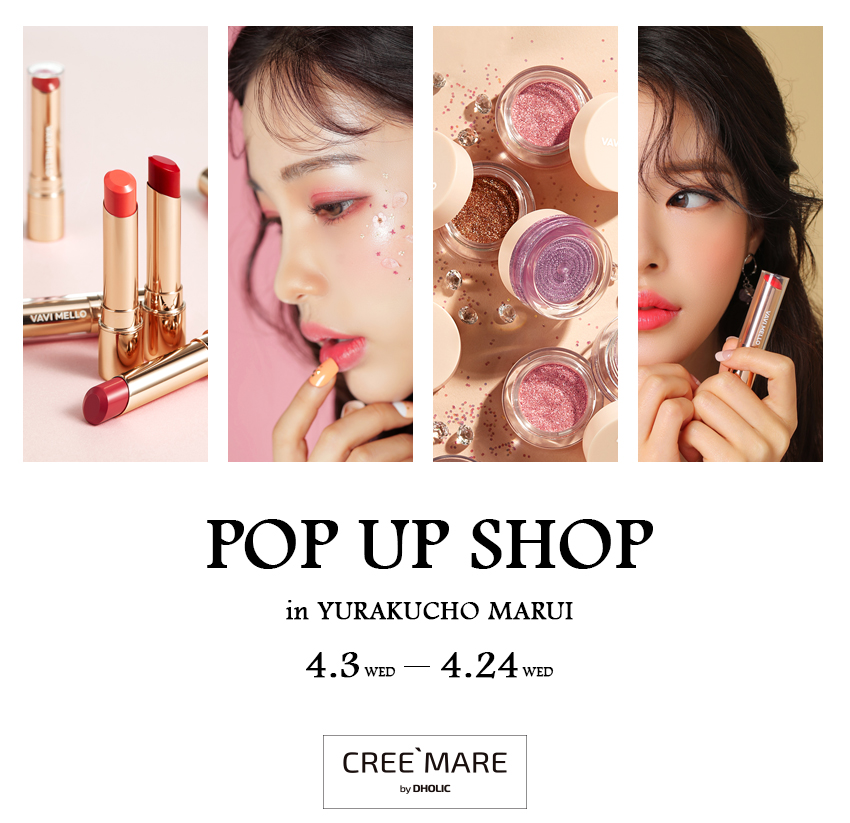 VAVI MELLO
VAVI MELLO
POP UP SHOP
in YURAKUCHO MARUI
4.3 WED — 4.24 WED
CREE`MARE
by DHOLIC